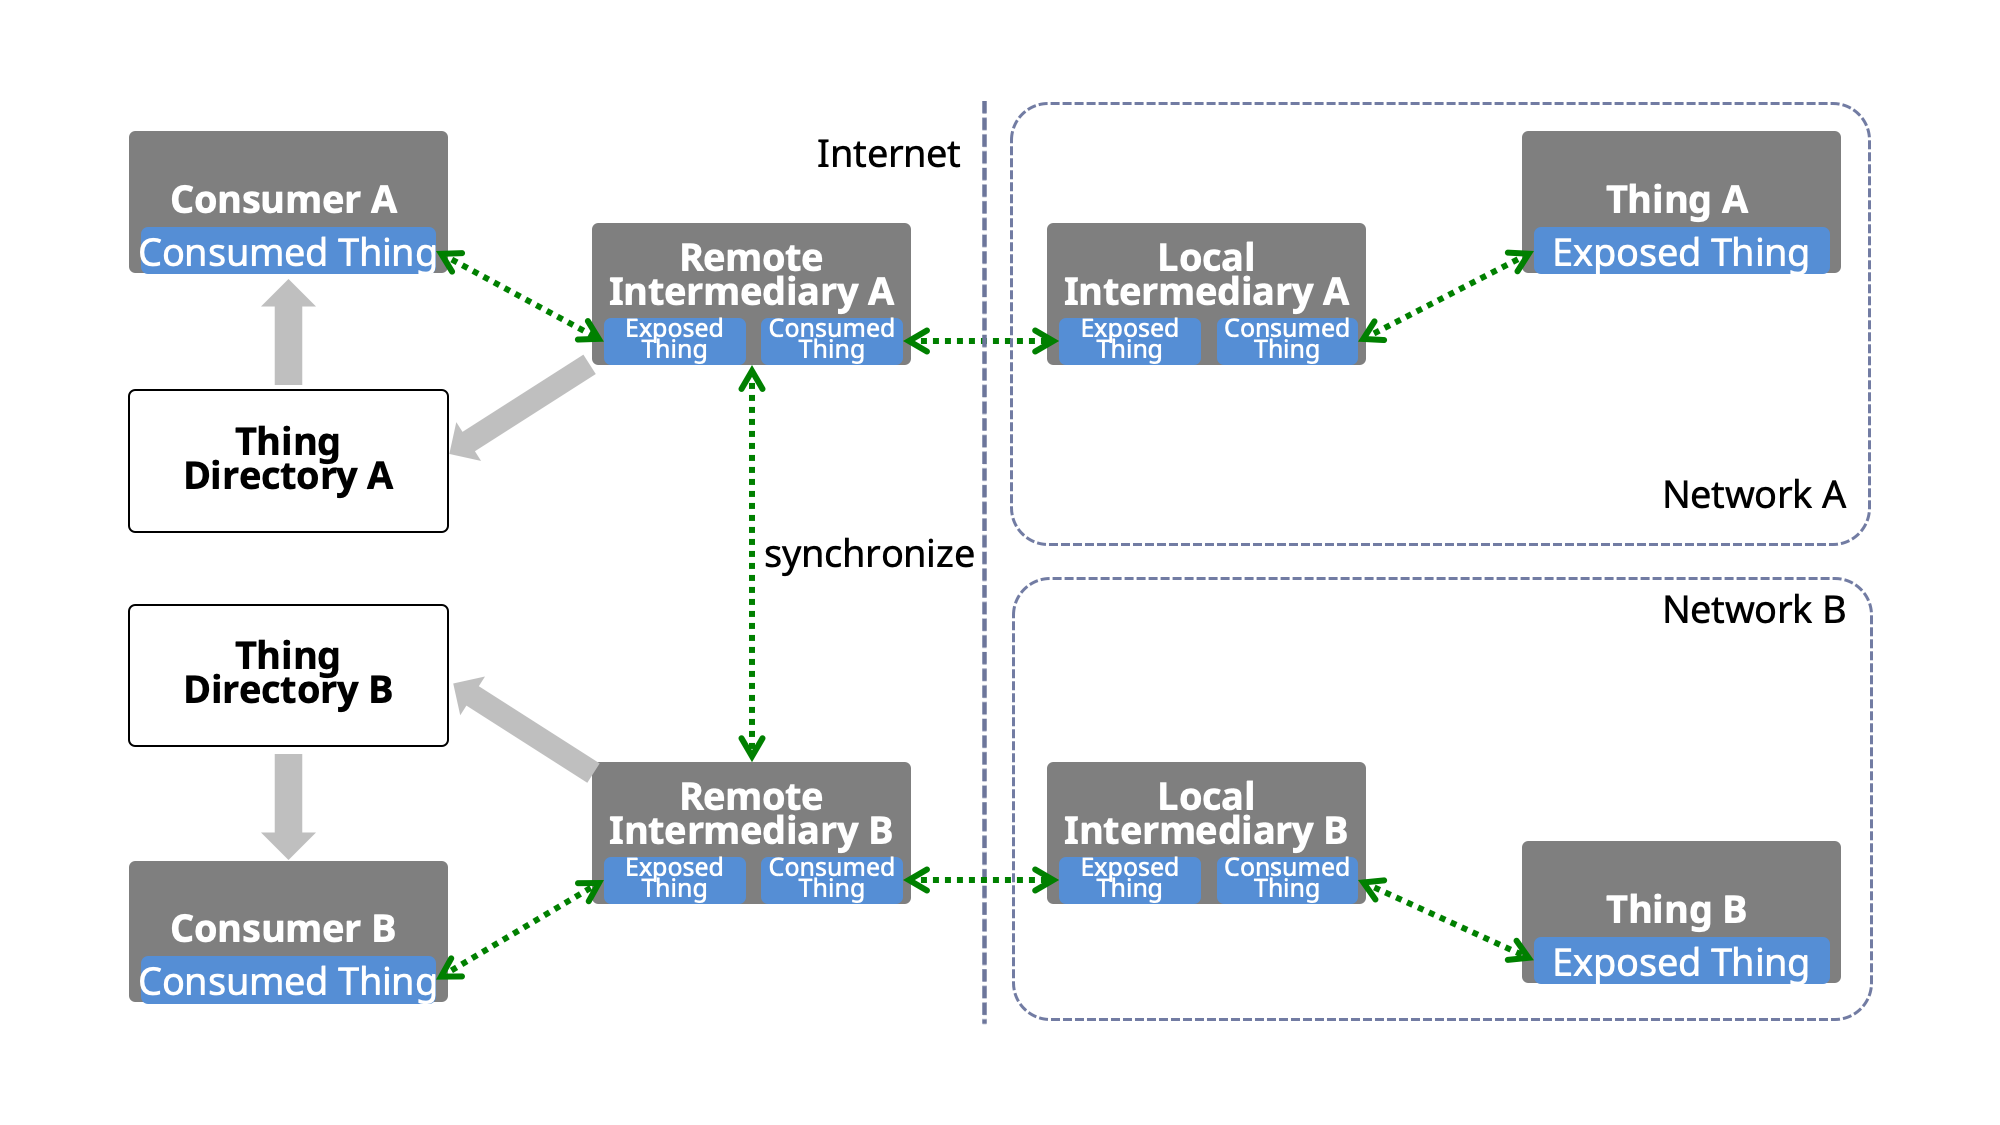 Internet
Consumer A
Consumed Thing
Thing A
Exposed Thing
Remote
Intermediary A
Exposed
Thing
Consumed
Thing
Local
Intermediary A
Exposed
Thing
Consumed
Thing
Thing
Directory A
Network A
synchronize
Network B
Thing
Directory B
Remote
Intermediary B
Exposed
Thing
Consumed
Thing
Local
Intermediary B
Exposed
Thing
Consumed
Thing
Consumer B
Consumed Thing
Thing B
Exposed Thing